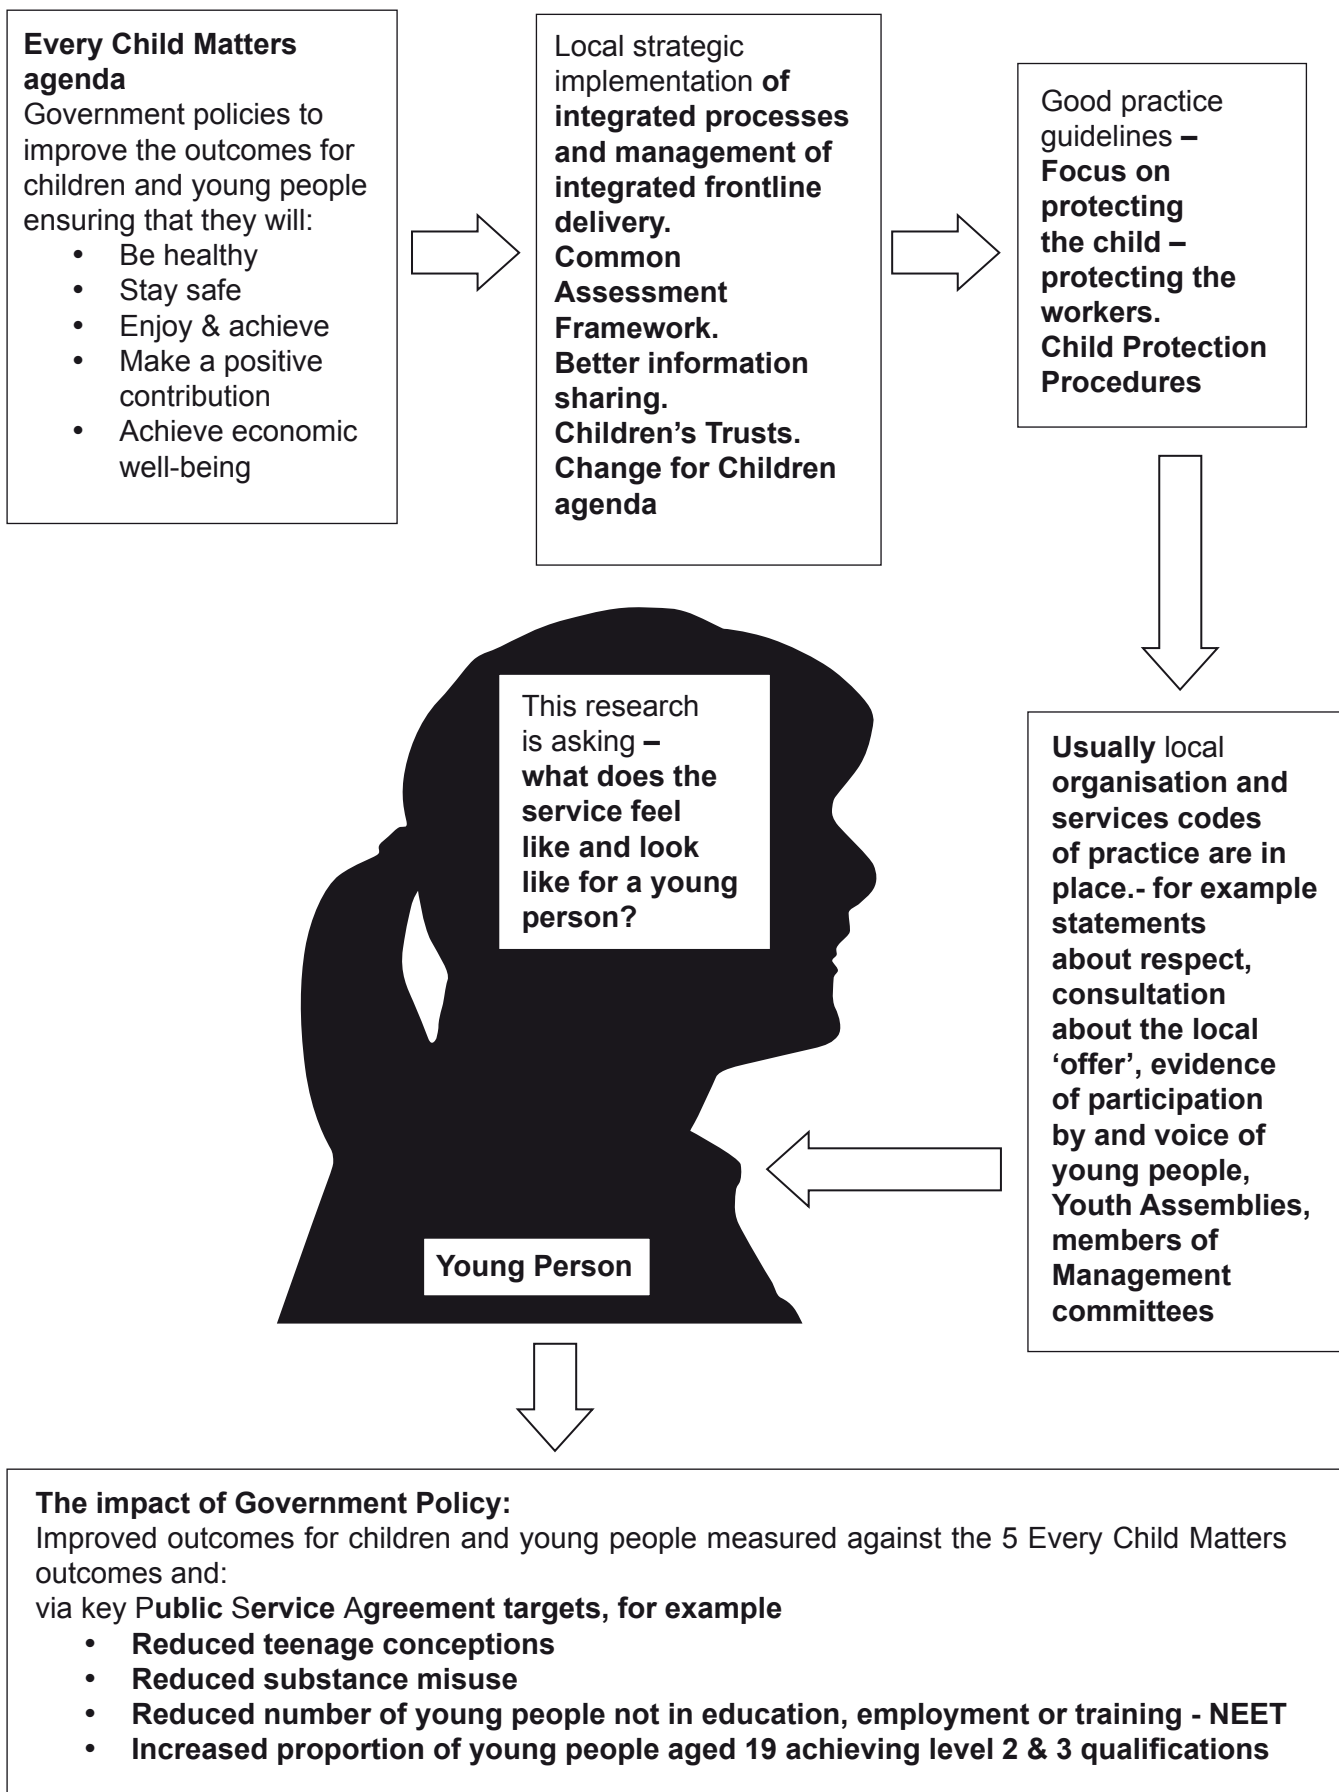 Every Child Matters
agenda
Government policies to
improve the outcomes for
children and young people
ensuring that they will:
• Be healthy
• Stay safe
• Enjoy & achieve
• Make a positive
contribution
• Achieve economic
well-being
Local strategic
implementation of
integrated processes
and management of
integrated frontline
delivery.
Common
Assessment
Framework.
Better information
sharing.
Children’s Trusts.
Change for Children
agenda
Good practice
guidelines –
Focus on
protecting
the child –
protecting the
workers.
Child Protection
Procedures
Usually local
organisation and
services codes
of practice are in
place.- for example
statements
about respect,
consultation
about the local
‘offer’, evidence
of participation
by and voice of
young people,
Youth Assemblies,
members of
Management
committees
This research
is asking –
what does the
service feel
like and look
like for a young
person?
Young Person
The impact of Government Policy:
Improved outcomes for children and young people measured against the 5 Every Child Matters
outcomes and:
via key Public Service Agreement targets, for example
• Reduced teenage conceptions
• Reduced substance misuse
• Reduced number of young people not in education, employment or training - NEET
• Increased proportion of young people aged 19 achieving level 2 & 3 qualifications